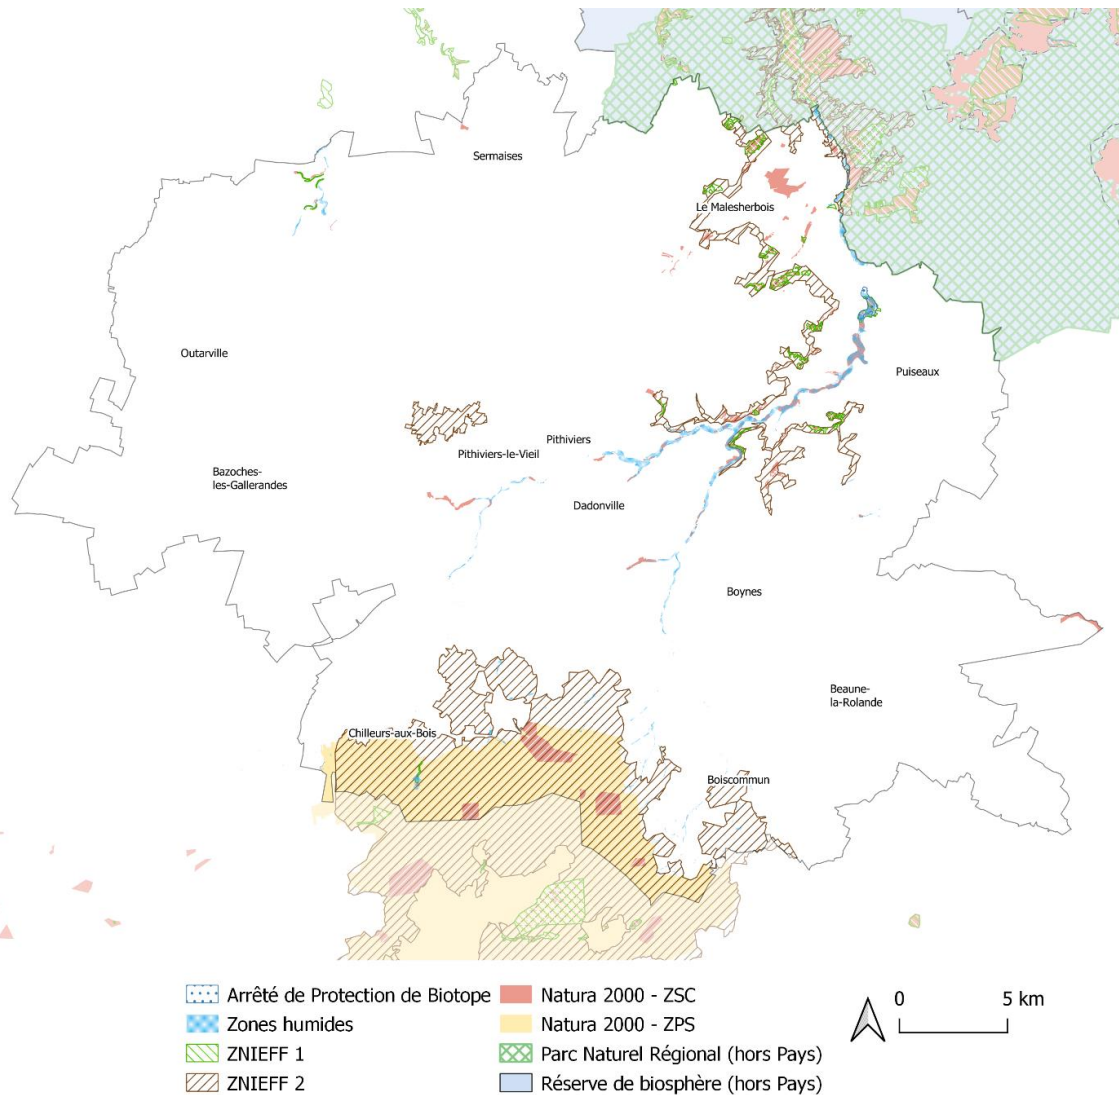 Sermaises
Le Malesherbois
Outarville
Puiseaux
Pithiviers
Pithiviers-le-Vieil
Bazoches-
les-Gallerandes
Dadonville
Boynes
Beaune-
la-Rolande
Chilleurs-aux-Bois
Boiscommun
Arrêté de Protection de Biotope
Zones humides
ZNIEFF 1
ZNIEFF 2
Natura 2000 - ZSC
Natura 2000 - ZPS
Parc Naturel Régional (hors Pays)
Réserve de biosphère (hors Pays)
0 5 km